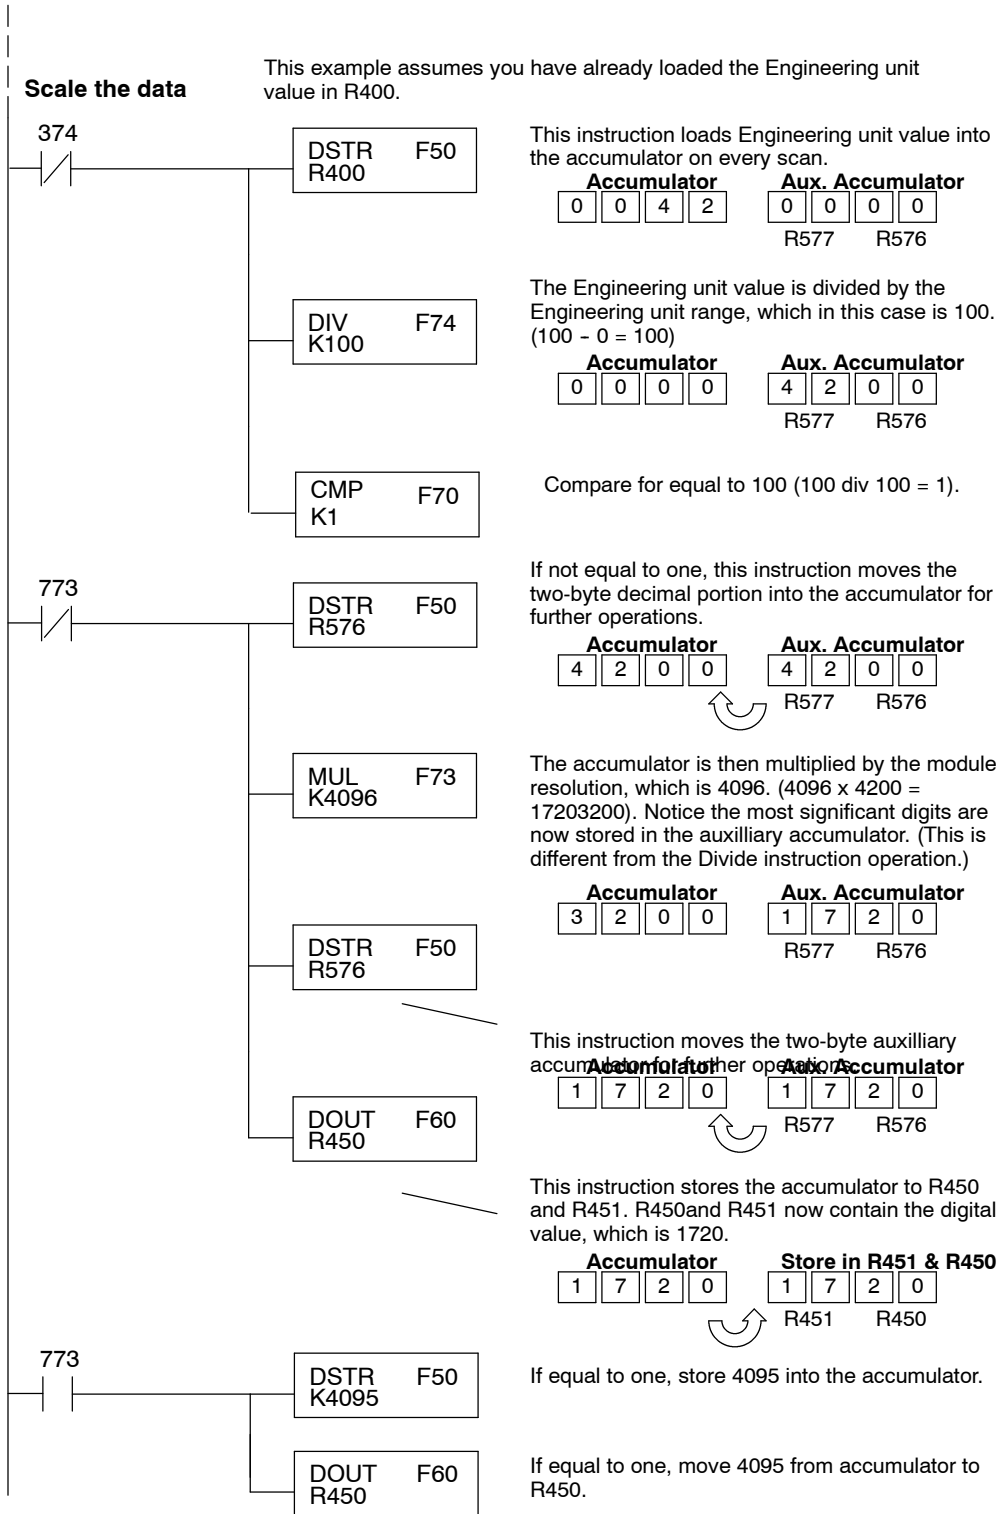 This example assumes you have already loaded the Engineering unit
Scale the data
value in R400.
374
DSTR F50
R400
This instruction loads Engineering unit value into
the accumulator on every scan.
Accumulator Aux. Accumulator
0 0 4 2 0 0 0 0
R577 R576
DIV F74
K100
The Engineering unit value is divided by the
Engineering unit range, which in this case is 100.
(100 - 0 = 100)
Accumulator Aux. Accumulator
0 0 0 0 4 2 0 0
R577 R576
CMP F70
K1
Compare for equal to 100 (100 div 100 = 1).
773
DSTR F50
R576
If not equal to one, this instruction moves the
two-byte decimal portion into the accumulator for
further operations.
Accumulator Aux. Accumulator
4 2 0 0 4 2 0 0
R577 R576
MUL F73
K4096
The accumulator is then multiplied by the module
resolution, which is 4096. (4096 x 4200 =
17203200). Notice the most significant digits are
now stored in the auxilliary accumulator. (This is
different from the Divide instruction operation.)
Accumulator Aux. Accumulator
3 2 0 0 1 7 2 0
R577 R576
DSTR F50
R576
This instruction moves the two-byte auxilliary
accumulator for further operations.
Accumulator Aux. Accumulator
1 7 2 0 1 7 2 0
R577 R576
DOUT F60
R450
This instruction stores the accumulator to R450
and R451. R450and R451 now contain the digital
value, which is 1720.
Accumulator Store in R451 & R450
1 7 2 0 1 7 2 0
R451 R450
773
DSTR F50
K4095
If equal to one, store 4095 into the accumulator.
DOUT F60
R450
If equal to one, move 4095 from accumulator to
R450.